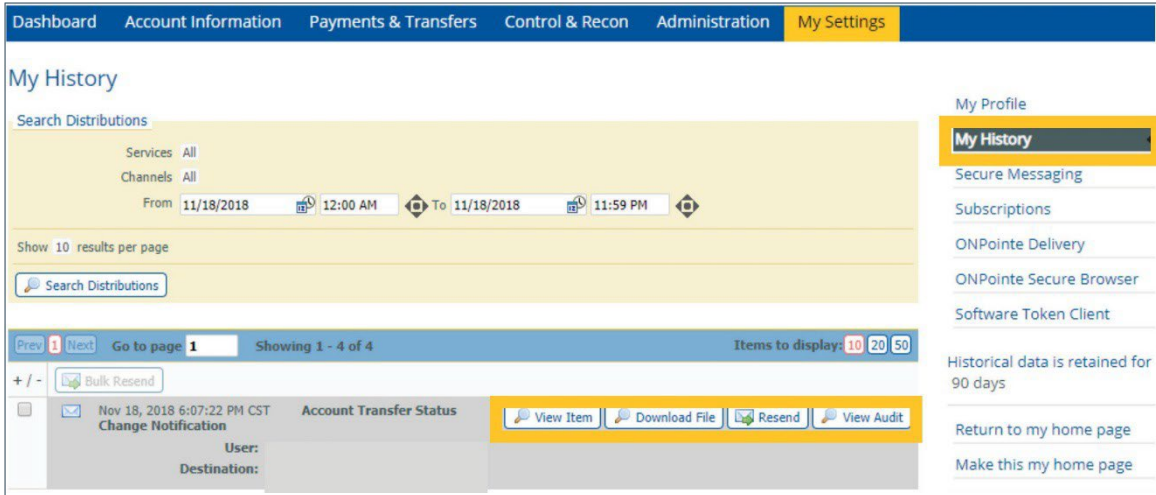 Dashboard Account Information Payments & Transfers Control & Recon Administration My Settings
My History
Search Distributions
Services All
Channels All
From 11/18/2018 12:00 AM To 11/18/2018 11:59 PM
Show 10 results per page
Search Distributions
Prev 1 Next Go to page 1 Showing 1 - 4 of 4 Items to display: 10 20 50
+ / - Bulk Resend
Nov 18, 2018 6:07:22 PM CST Account Transfer Status View Item Download File Resend View Audit
Change Notification
User:
Destination:
My Profile
My History
Secure Messaging
Subscriptions
ONPointe Delivery
ONPointe Secure Browser
Software Token Client
Historical data is retained for
90 days
Return to my home page
Make this my home page